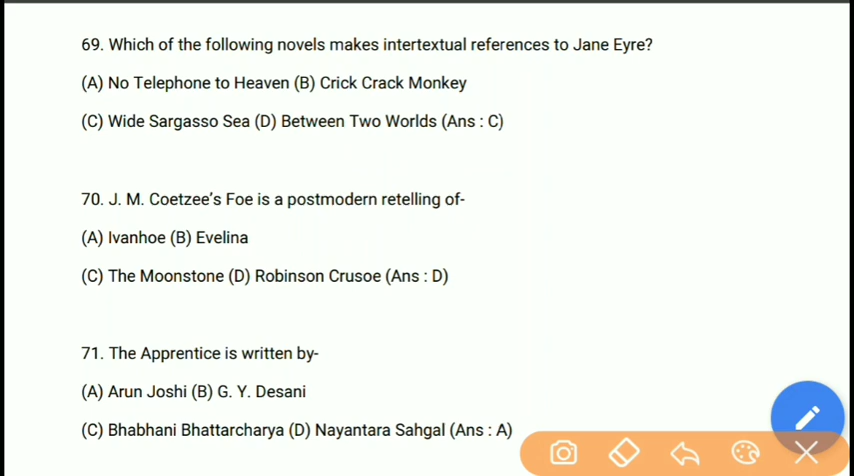 69. Which of the following novels makes intertextual references to Jane Eyre?
(A) No Telephone to Heaven (B) Crick Crack Monkey
(C) Wide Sargasso Sea (D) Between Two Worlds (Ans : C)
70. J. M. Coetzee's Foe is a postmodern retelling of-
(A) Ivanhoe (B) Evelina
(C) The Moonstone (D) Robinson Crusoe (Ans : D)
71. The Apprentice is written by-
(A) Arun Joshi (B) G. Y. Desani
(C) Bhabhani Bhattarcharya (D) Nayantara Sahgal (Ans : A)